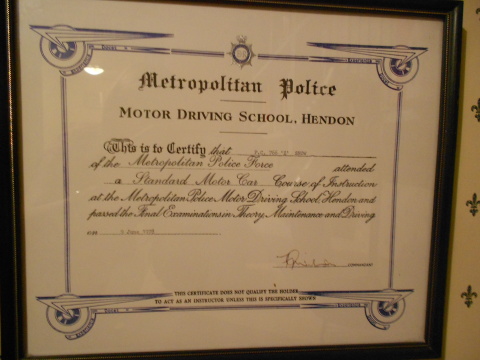 Metropolitan Police
MOTOR DRIVING SCHOOL, HENDON
This is to Certify that P.C.
of the Metropolitan Police Force attended
a Standard Motor Car Course of Instruction
at the Metropolitan Police Motor Driving School, Hendon and
passed the Final Examinations in Theory, Maintenance and Driving
on June
THIS CERTIFICATE DOES NOT QUALIFY THE HOLDER
TO ACT AS AN INSTRUCTOR UNLESS THIS IS SPECIFICALLY SHOWN